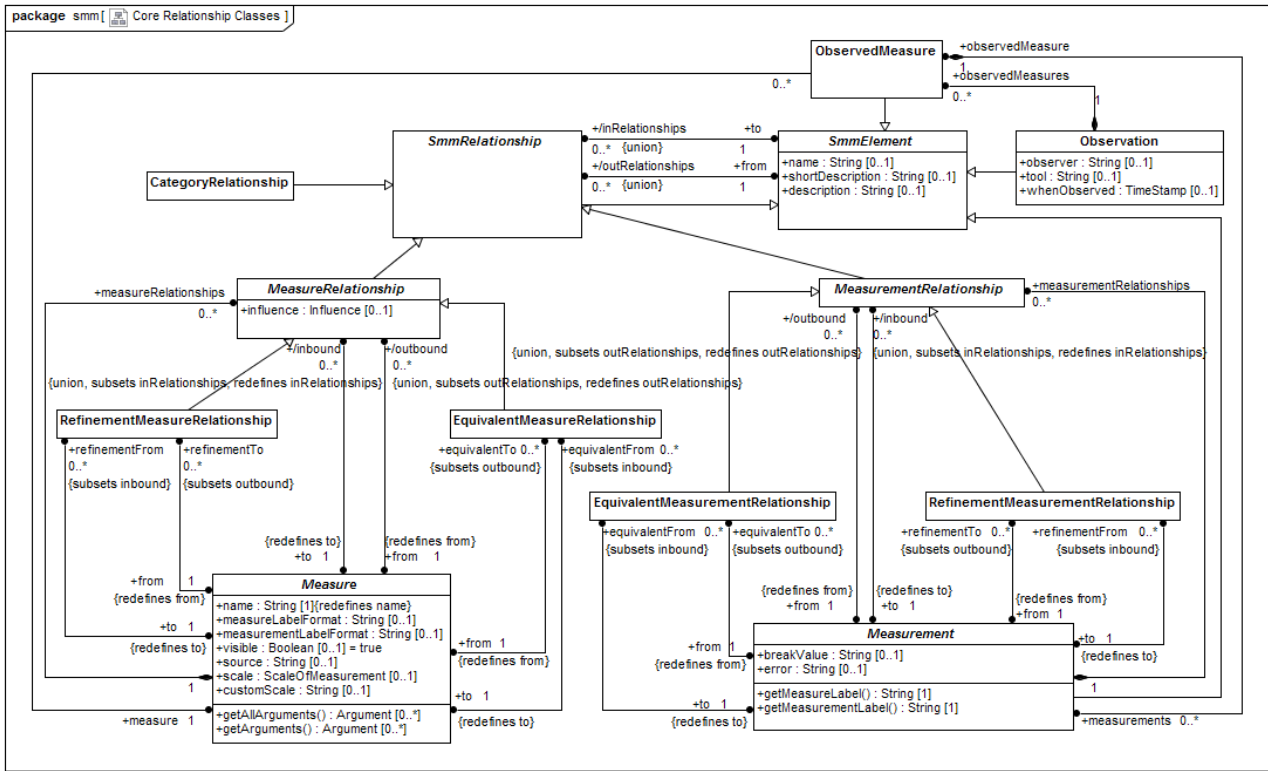 package smm[ Core Relationship Classes ]
ObservedMeasure
+observedMeasure
1
+observedMeasures
0..*
0..*
1
SmmRelationship
+/inRelationships
+to
0..* {union}
1
+/outRelationships
+from
0..* {union}
1
SmmElement
+name : String [0..1]
+shortDescription : String [0..1]
+description : String [0..1]
Observation
+observer : String [0..1]
+tool : String [0..1]
+whenObserved : TimeStamp [0..1]
CategoryRelationship
+measureRelationships
0..*
MeasureRelationship
+influence : Influence [0..1]
MeasurementRelationship
+measurementRelationships
0..*
+/inbound
0..*
+/outbound
0..*
{union, subsets inRelationships, redefines inRelationships}
{union, subsets outRelationships, redefines outRelationships}
+/outbound
0..*
+/inbound
0..*
{union, subsets outRelationships, redefines outRelationships}
{union, subsets inRelationships, redefines inRelationships}
RefinementMeasureRelationship
+refinementFrom
0..*
{subsets inbound}
+refinementTo
0..*
{subsets outbound}
EquivalentMeasureRelationship
+equivalentTo 0..*
{subsets outbound}
+equivalentFrom 0..*
{subsets inbound}
EquivalentMeasurementRelationship
+equivalentFrom 0..*
{subsets inbound}
+equivalentTo 0..*
{subsets outbound}
RefinementMeasurementRelationship
+refinementTo 0..*
{subsets outbound}
+refinementFrom 0..*
{subsets inbound}
{redefines to}
+to 1
{redefines from}
+from 1
+from 1
{redefines from}
+to 1
{redefines to}
1
+measure 1
Measure
+name : String [1]{redefines name}
+measureLabelFormat : String [0..1]
+measurementLabelFormat : String [0..1]
+visible : Boolean [0..1] = true
+source : String [0..1]
+scale : ScaleOfMeasurement [0..1]
+customScale : String [0..1]
+getAllArguments() : Argument [0..*]
+getArguments() : Argument [0..*]
+from 1
{redefines from}
+to 1
{redefines to}
{redefines from}
+from 1
{redefines to}
+to 1
{redefines from}
+from 1
+from 1
{redefines from}
+to 1
{redefines to}
Measurement
+breakValue : String [0..1]
+error : String [0..1]
+getMeasureLabel() : String [1]
+getMeasurementLabel() : String [1]
+to 1
{redefines to}
1
+measurements 0..*